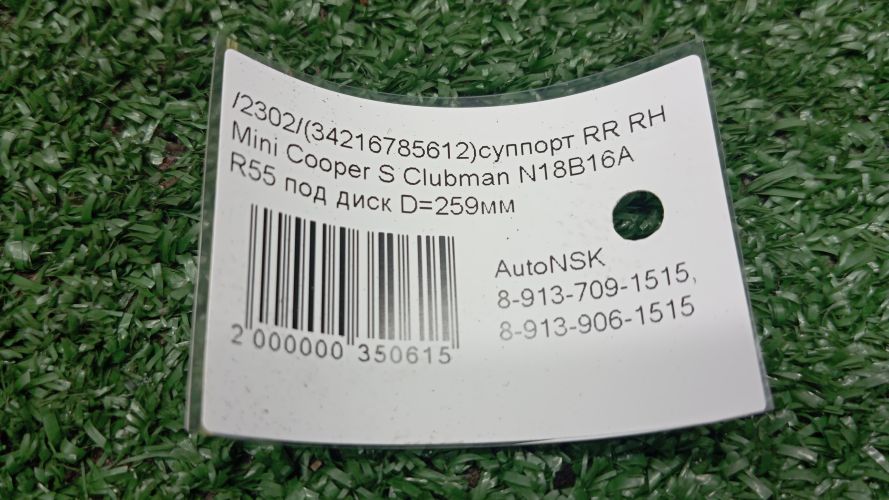 /2302/(34216785612)суппорт RR RH
Mini Cooper S Clubman N18B16A
R55 под диск D=259мм
AutoNSK
8-913-709-1515,
8-913-906-1515
2 000000 350615